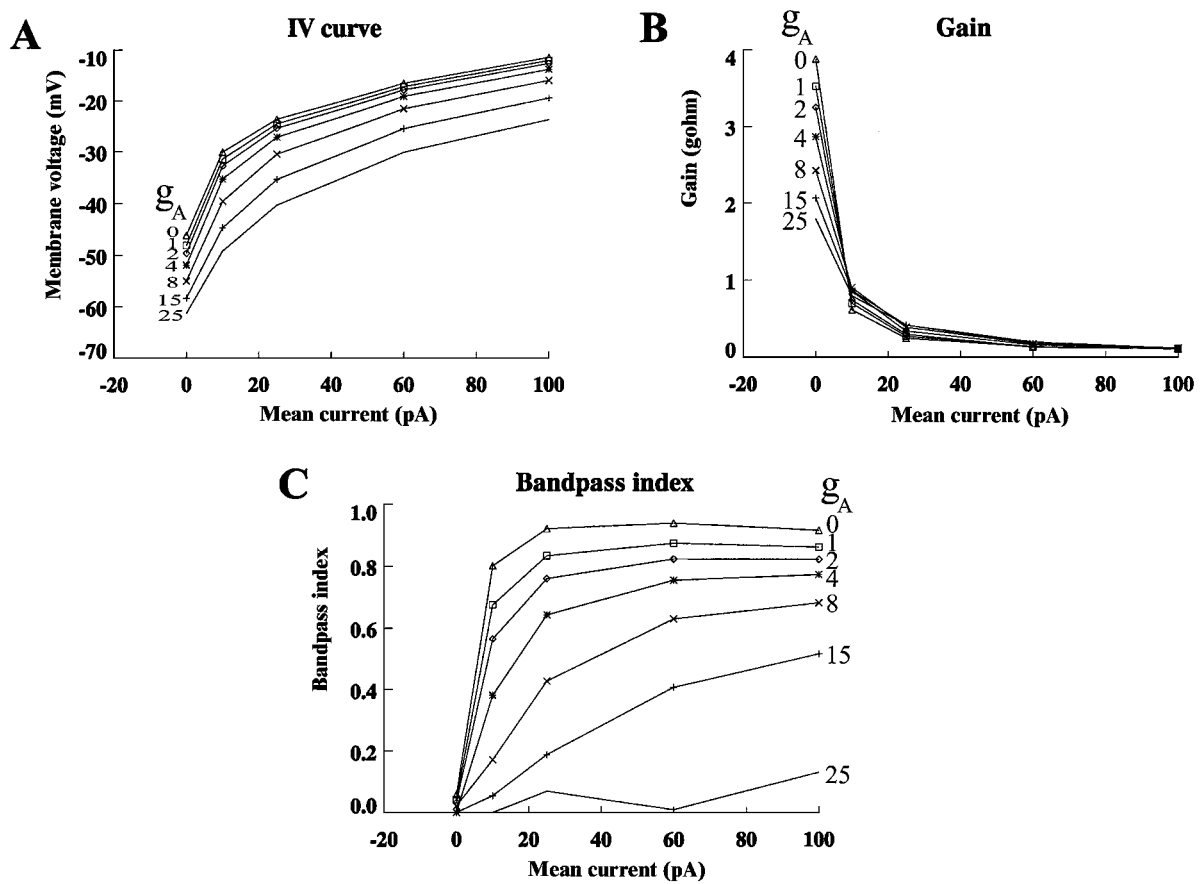 A
IV curve
Membrane voltage (mV)
-10
-20
-30
-40
-50
-60
-70
gA
0
1
2
4
8
15
25
-20 0 20 40 60 80 100
Mean current (pA)
B
Gain
gA
Gain (gohm)
4
3
2
1
0
0
1
2
4
8
15
25
-20 0 20 40 60 80 100
Mean current (pA)
C
Bandpass index
gA
Bandpass index
1.0
0.8
0.6
0.4
0.2
0.0
0
1
2
4
8
15
25
-20 0 20 40 60 80 100
Mean current (pA)